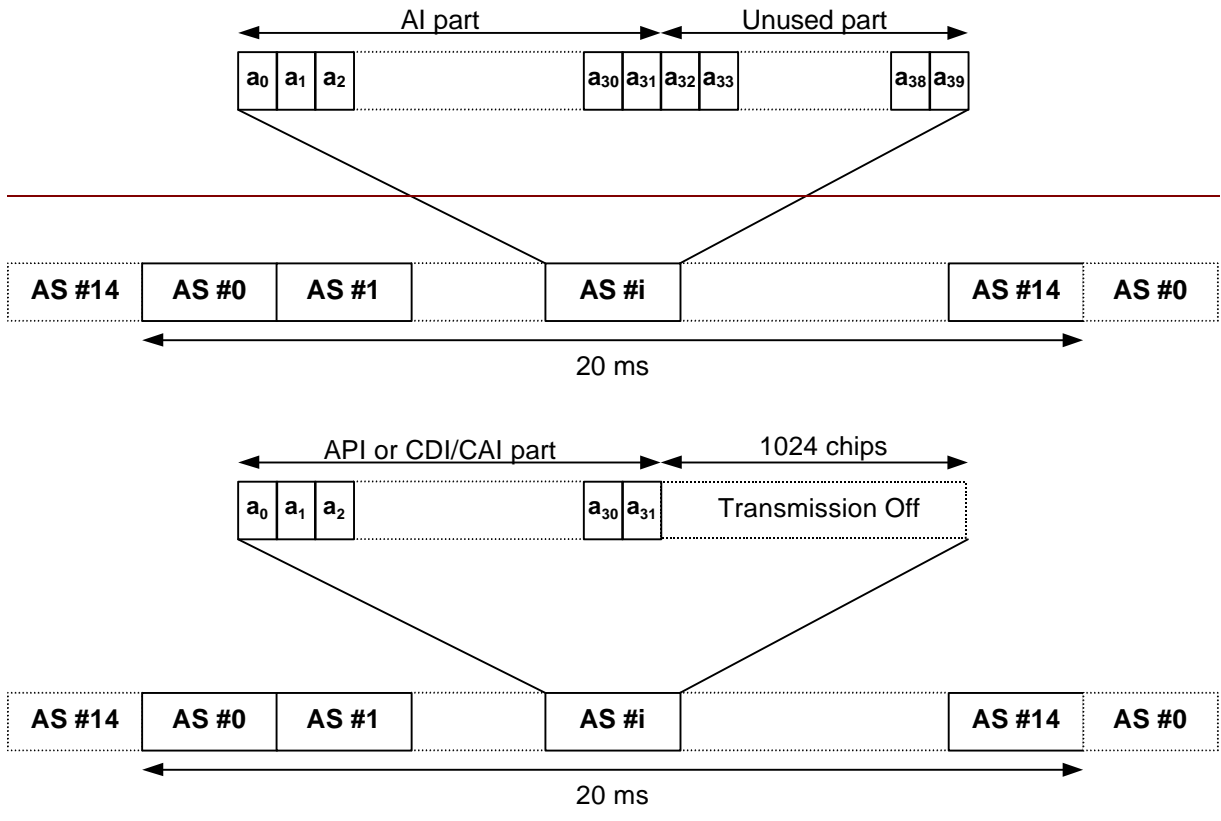 AI part Unused part
a0 a1 a2 a30 a31 a32 a33 a38 a39
AS #14 AS #0 AS #1 AS #i AS #14 AS #0
20 ms
API or CDI/CAI part 1024 chips
a0 a1 a2 a30 a31 Transmission Off
AS #14 AS #0 AS #1 AS #i AS #14 AS #0
20 ms